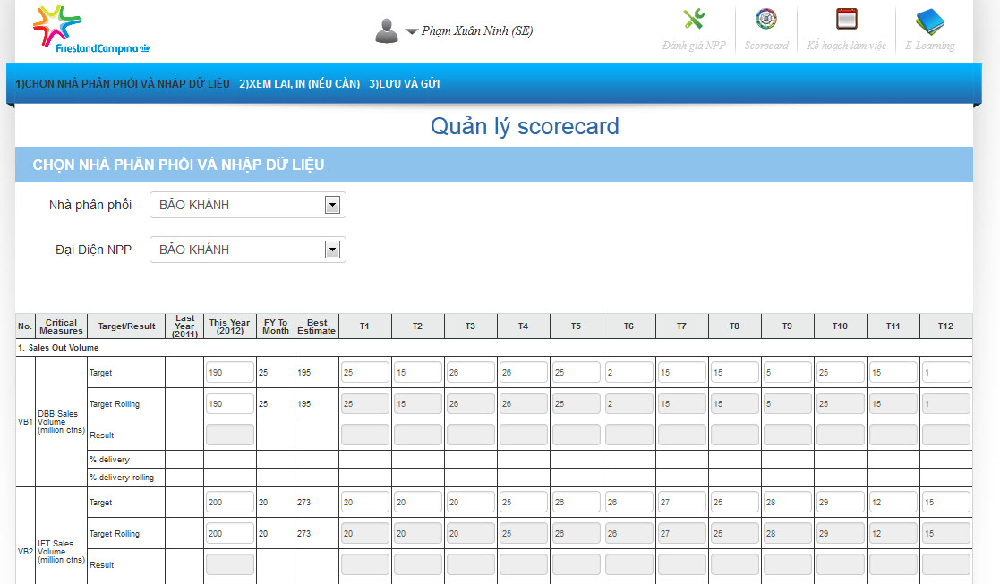 FrieslandCampina
Phạm Xuân Ninh (SE)
Đánh giá NPP Scorecard Kế hoạch làm việc E-Learning
1)CHỌN NHÀ PHÂN PHỐI VÀ NHẬP DỮ LIỆU 2)XEM LẠI, IN (NẾU CẦN) 3)LƯU VÀ GỬI
Quản lý scorecard
CHỌN NHÀ PHÂN PHỐI VÀ NHẬP DỮ LIỆU
Nhà phân phối BẢO KHÁNH
Đại Diện NPP BẢO KHÁNH
No. Critical Measures Target/Result Last Year (2011) This Year (2012) FY To Month Best Estimate T1 T2 T3 T4 T5 T6 T7 T8 T9 T10 T11 T12
1. Sales Out Volume
VB1 DBB Sales Volume (million ctns)
Target 190 25 195 25 15 26 26 25 2 15 15 5 25 15 1
Target Rolling 190 25 195 25 15 26 26 25 2 15 15 5 25 15 1
Result
% delivery
% delivery rolling
VB2 IFT Sales Volume (million ctns)
Target 200 20 273 20 20 20 25 26 26 27 25 28 29 12 15
Target Rolling 200 20 273 20 20 20 25 26 26 27 25 28 29 12 15
Result